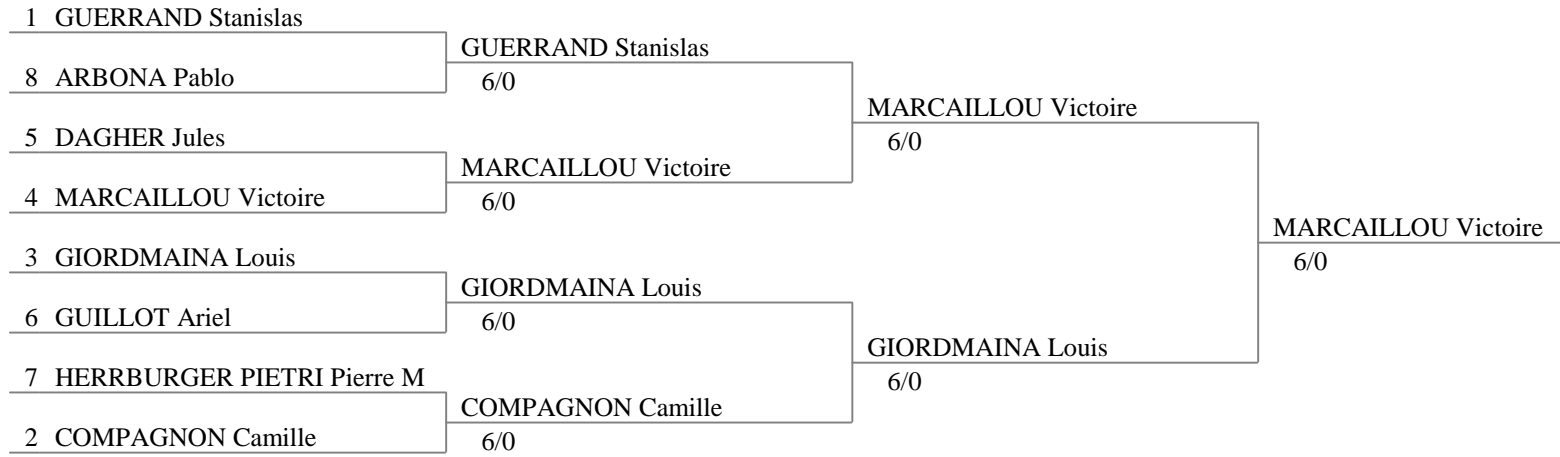 1 GUERRAND Stanislas
8 ARBONA Pablo
5 DAGHER Jules
4 MARCAILLOU Victoire
3 GIORDMAINA Louis
6 GUILLOT Ariel
7 HERRBURGER PIETRI Pierre M
2 COMPAGNON Camille
GUERRAND Stanislas
6/0
MARCAILLOU Victoire
6/0
GIORDMAINA Louis
6/0
COMPAGNON Camille
6/0
MARCAILLOU Victoire
6/0
GIORDMAINA Louis
6/0
MARCAILLOU Victoire
6/0